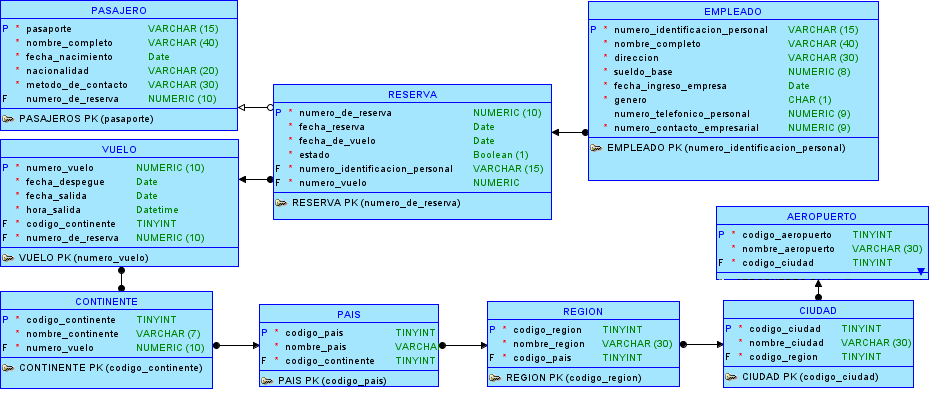 PASAJERO
P * pasaporte VARCHAR (15)
* nombre_completo VARCHAR (40)
* fecha_nacimiento Date
* nacionalidad VARCHAR (20)
* metodo_de_contacto VARCHAR (30)
F numero_de_reserva NUMERIC (10)
PASAJEROS PK (pasaporte)
VUELO
P * numero_vuelo NUMERIC (10)
* fecha_despegue Date
* fecha_salida Date
* hora_salida Datetime
F * codigo_continente TINYINT
F * numero_de_reserva NUMERIC (10)
VUELO PK (numero_vuelo)
RESERVA
P * numero_de_reserva NUMERIC (10)
* fecha_reserva Date
* fecha_de_vuelo Date
* estado Boolean (1)
F * numero_identificacion_personal VARCHAR (15)
F * numero_vuelo NUMERIC
RESERVA PK (numero_de_reserva)
EMPLEADO
P * numero_identificacion_personal VARCHAR (15)
* nombre_completo VARCHAR (40)
* direccion VARCHAR (30)
* sueldo_base NUMERIC (8)
* fecha_ingreso_empresa Date
* genero CHAR (1)
numero_telefonico_personal NUMERIC (9)
* numero_contacto_empresarial NUMERIC (9)
EMPLEADO PK (numero_identificacion_personal)
AEROPUERTO
P * codigo_aeropuerto TINYINT
* nombre_aeropuerto VARCHAR (30)
F * codigo_ciudad TINYINT
CONTINENTE
P * codigo_continente TINYINT
* nombre_continente VARCHAR (7)
F * numero_vuelo NUMERIC (10)
CONTINENTE PK (codigo_continente)
PAIS
P * codigo_pais TINYINT
* nombre_pais VARCHA
F * codigo_continente TINYINT
PAIS PK (codigo_pais)
REGION
P * codigo_region TINYINT
* nombre_region VARCHAR (30)
F * codigo_pais TINYINT
REGION PK (codigo_region)
CIUDAD
P * codigo_ciudad TINYINT
* nombre_ciudad VARCHAR (30)
F * codigo_region TINYINT
CIUDAD PK (codigo_ciudad)